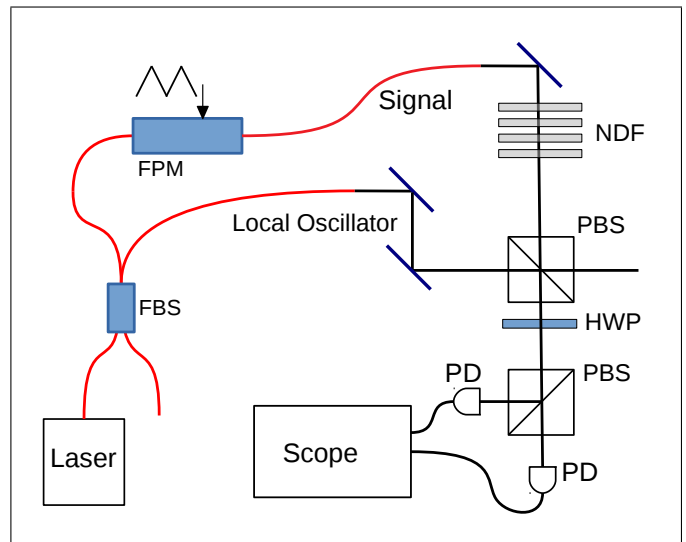 Signal
NDF
FPM
Local Oscillator
PBS
FBS
HWP
PD
PBS
Laser
Scope
PD